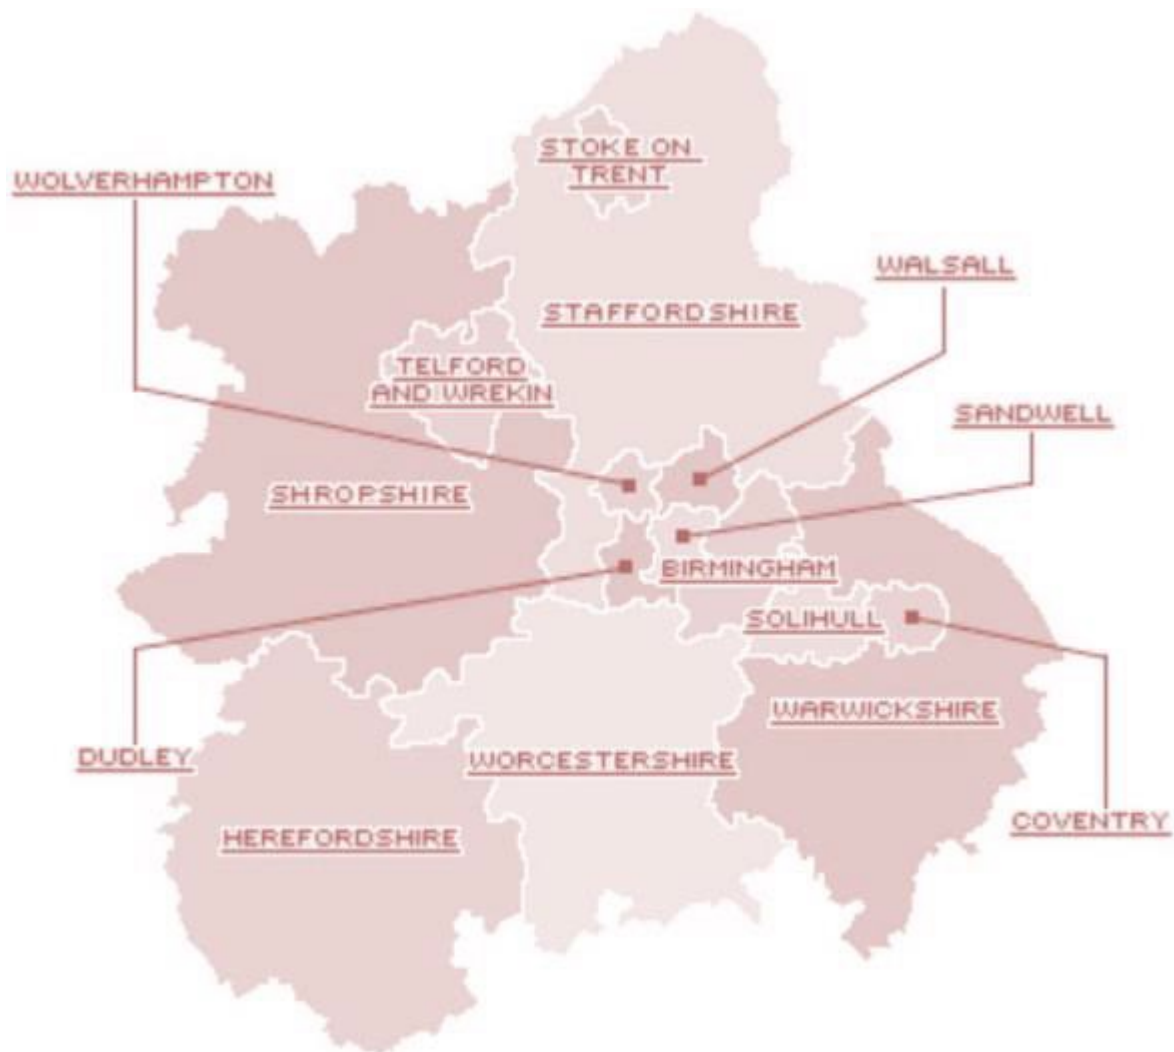 STOKE ON
TRENT
WOLVERHAMPTON
WALSALL
STAFFORDSHIRE
TELFORD
AND WREKIN
SANDWELL
SHROPSHIRE
BIRMINGHAM
SOLIHULL
WARWICKSHIRE
DUDLEY
WORCESTERSHIRE
COVENTRY
HEREFORDSHIRE